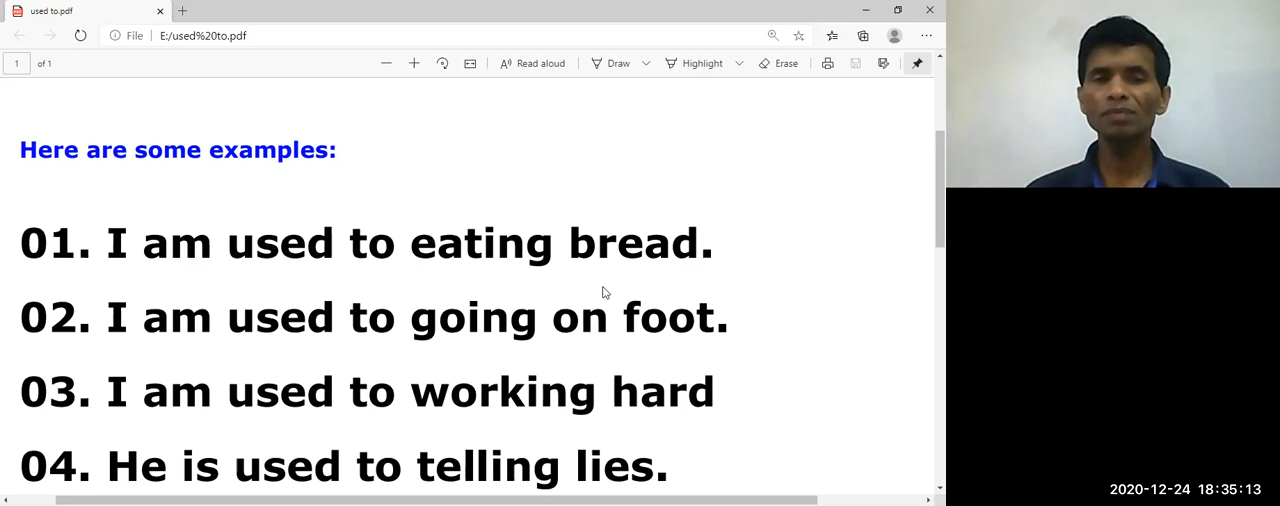 used to.pdf
File E:/used%20to.pdf
1 of 1 Read aloud Draw Highlight Erase
Here are some examples:
01. I am used to eating bread.
02. I am used to going on foot.
03. I am used to working hard
04. He is used to telling lies.
2020-12-24 18:35:13